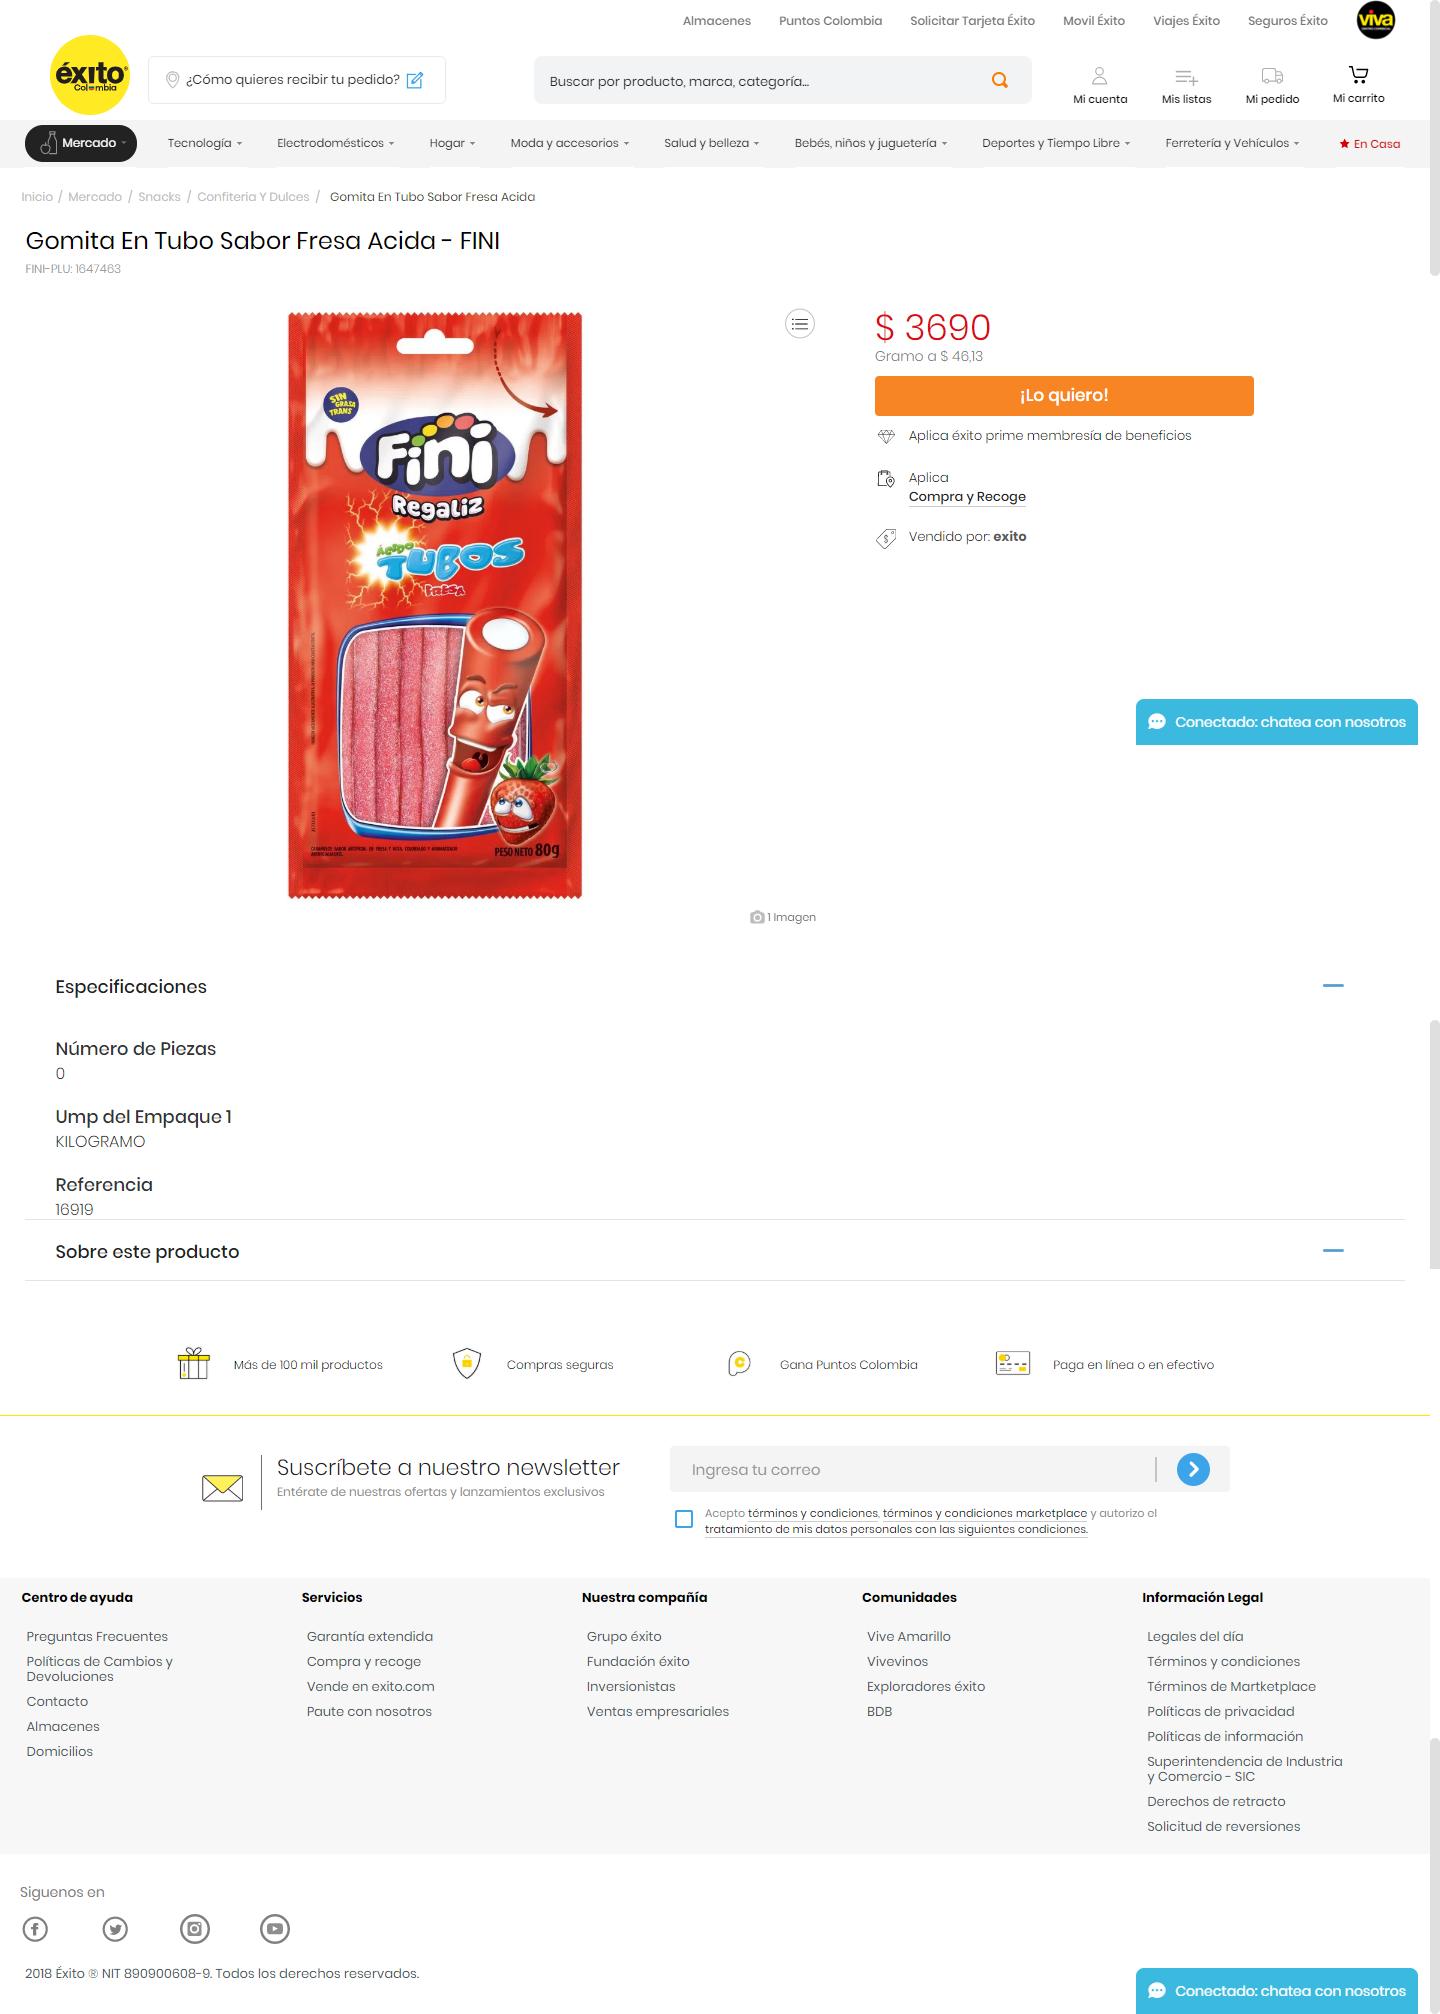 Almacenes Puntos Colombia Solicitar Tarjeta Éxito Movil Éxito Viajes Éxito Seguros Éxito viva
éxito
Colombia
¿Cómo quieres recibir tu pedido?
Buscar por producto, marca, categoría...
Mi cuenta Mis listas Mi pedido Mi carrito
Mercado Tecnología Electrodomésticos Hogar Moda y accesorios Salud y belleza Bebés, niños y juguetería Deportes y Tiempo Libre Ferretería y Vehículos En Casa
Inicio / Mercado / Snacks / Confiteria Y Dulces / Gomita En Tubo Sabor Fresa Acida
Gomita En Tubo Sabor Fresa Acida - FINI
FINI-PLU: 1647463
SIN
GRASA
TRANS
Fini
Regaliz
ÁCIDO
TUBOS
FRESA
PESO NETO 80g
1 Imagen
$ 3690
Gramo a $ 46,13
¡Lo quiero!
Aplica éxito prime membresía de beneficios
Aplica
Compra y Recoge
Vendido por: exito
Conectado: chatea con nosotros
Especificaciones
Número de Piezas
0
Ump del Empaque 1
KILOGRAMO
Referencia
16919
Sobre este producto
Más de 100 mil productos Compras seguras Gana Puntos Colombia Paga en línea o en efectivo
Suscríbete a nuestro newsletter
Entérate de nuestras ofertas y lanzamientos exclusivos
Ingresa tu correo
Acepto términos y condiciones, términos y condiciones marketplace y autorizo el
tratamiento de mis datos personales con las siguientes condiciones.
Centro de ayuda
Preguntas Frecuentes
Políticas de Cambios y
Devoluciones
Contacto
Almacenes
Domicilios
Servicios
Garantía extendida
Compra y recoge
Vende en exito.com
Paute con nosotros
Nuestra compañía
Grupo éxito
Fundación éxito
Inversionistas
Ventas empresariales
Comunidades
Vive Amarillo
Vivevinos
Exploradores éxito
BDB
Información Legal
Legales del día
Términos y condiciones
Términos de Martketplace
Políticas de privacidad
Políticas de información
Superintendencia de Industria
y Comercio - SIC
Derechos de retracto
Solicitud de reversiones
Siguenos en
2018 Éxito ® NIT 890900608-9. Todos los derechos reservados.
Conectado: chatea con nosotros